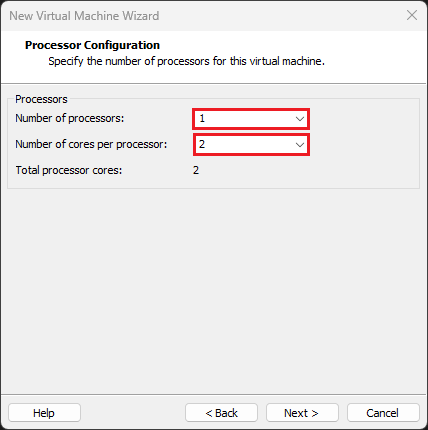 New Virtual Machine Wizard
Processor Configuration
Specify the number of processors for this virtual machine.
Processors
Number of processors: 1
Number of cores per processor: 2
Total processor cores: 2
Help < Back Next > Cancel